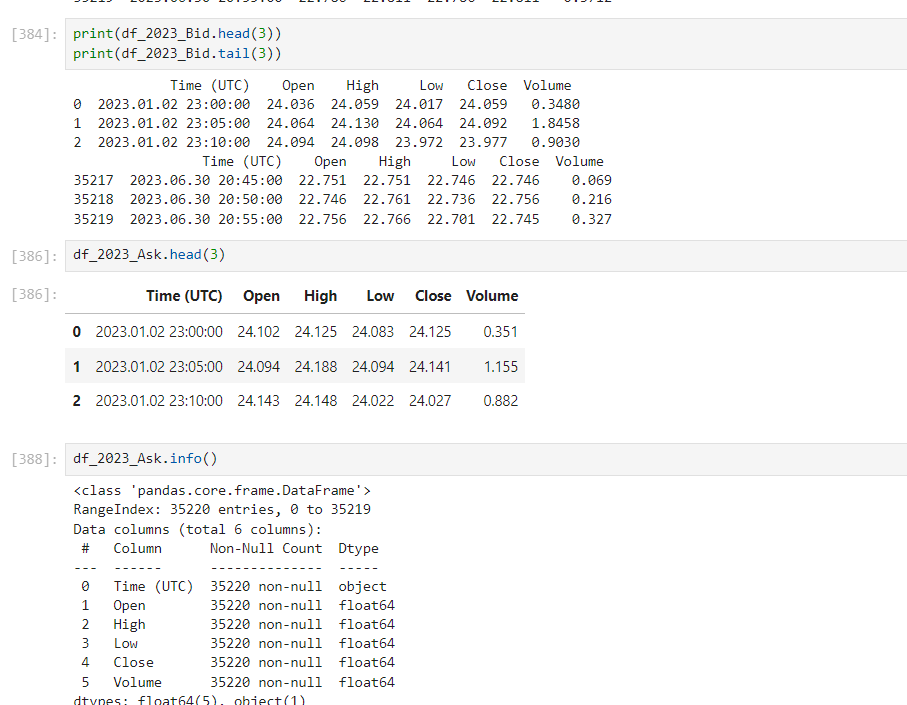 [384]: print(df_2023_Bid.head(3))
print(df_2023_Bid.tail(3))
Time (UTC) Open High Low Close Volume
0 2023.01.02 23:00:00 24.036 24.059 24.017 24.059 0.3480
1 2023.01.02 23:05:00 24.064 24.130 24.064 24.092 1.8458
2 2023.01.02 23:10:00 24.094 24.098 23.972 23.977 0.9030
Time (UTC) Open High Low Close Volume
35217 2023.06.30 20:45:00 22.751 22.751 22.746 22.746 0.069
35218 2023.06.30 20:50:00 22.746 22.761 22.736 22.756 0.216
35219 2023.06.30 20:55:00 22.756 22.766 22.701 22.745 0.327
[386]: df_2023_Ask.head(3)
[386]: Time (UTC) Open High Low Close Volume
0 2023.01.02 23:00:00 24.102 24.125 24.083 24.125 0.351
1 2023.01.02 23:05:00 24.094 24.188 24.094 24.141 1.155
2 2023.01.02 23:10:00 24.143 24.148 24.022 24.027 0.882
[388]: df_2023_Ask.info()
<class 'pandas.core.frame.DataFrame'>
RangeIndex: 35220 entries, 0 to 35219
Data columns (total 6 columns):
# Column Non-Null Count Dtype
--- ------ -------------- -----
0 Time (UTC) 35220 non-null object
1 Open 35220 non-null float64
2 High 35220 non-null float64
3 Low 35220 non-null float64
4 Close 35220 non-null float64
5 Volume 35220 non-null float64
dtypes: float64(5), object(1)